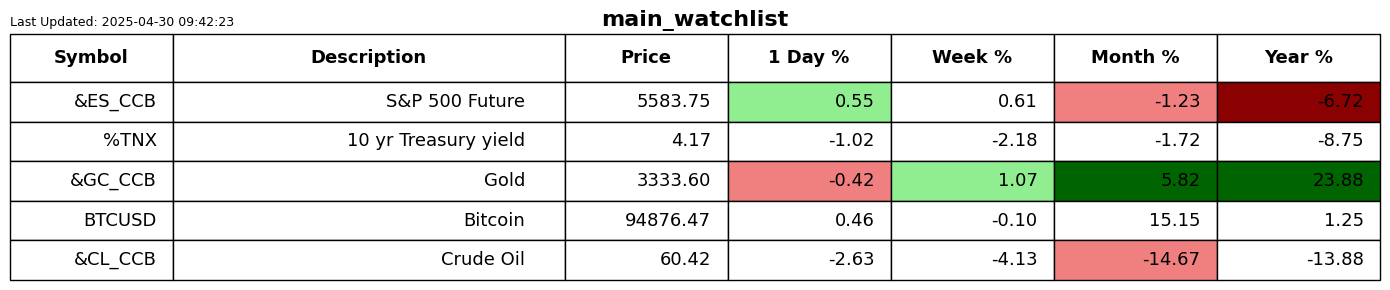 Last Updated: 2025-04-30 09:42:23
main_watchlist
Symbol Description Price 1 Day % Week % Month % Year %
&ES_CCB S&P 500 Future 5583.75 0.55 0.61 -1.23 -6.72
%TNX 10 yr Treasury yield 4.17 -1.02 -2.18 -1.72 -8.75
&GC_CCB Gold 3333.60 -0.42 1.07 5.82 23.88
BTCUSD Bitcoin 94876.47 0.46 -0.10 15.15 1.25
&CL_CCB Crude Oil 60.42 -2.63 -4.13 -14.67 -13.88